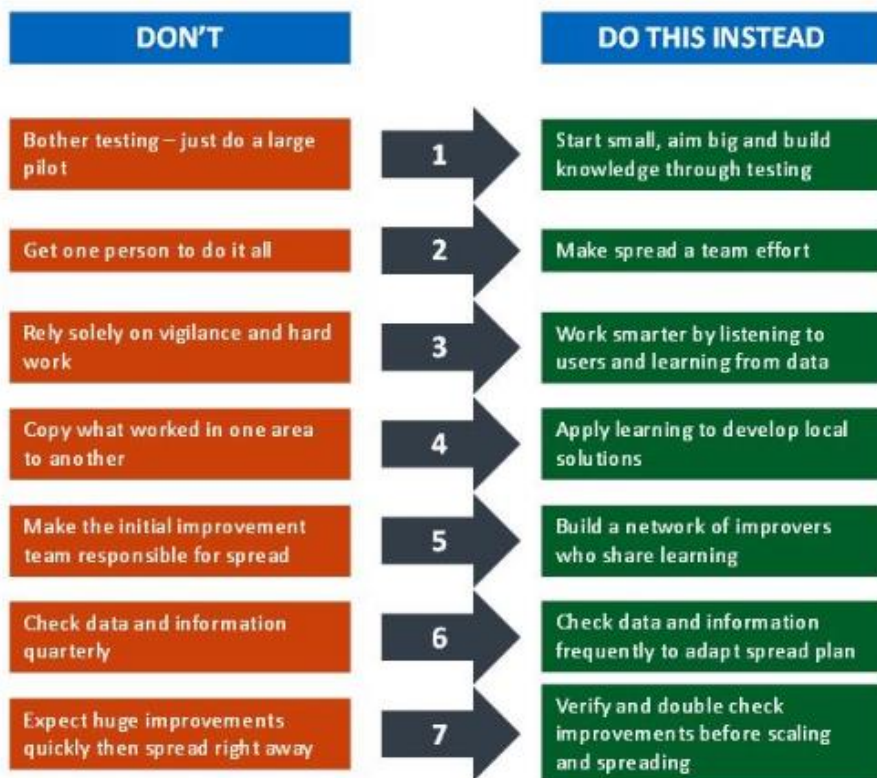 DON'T
DO THIS INSTEAD
Bother testing – just do a large
pilot
1
Start small, aim big and build
knowledge through testing
Get one person to do it all
2
Make spread a team effort
Rely solely on vigilance and hard
work
3
Work smarter by listening to
users and learning from data
Copy what worked in one area
to another
4
Apply learning to develop local
solutions
Make the initial improvement
team responsible for spread
5
Build a network of improvers
who share learning
Check data and information
quarterly
6
Check data and information
frequently to adapt spread plan
Expect huge improvements
quickly then spread right away
7
Verify and double check
improvements before scaling
and spreading